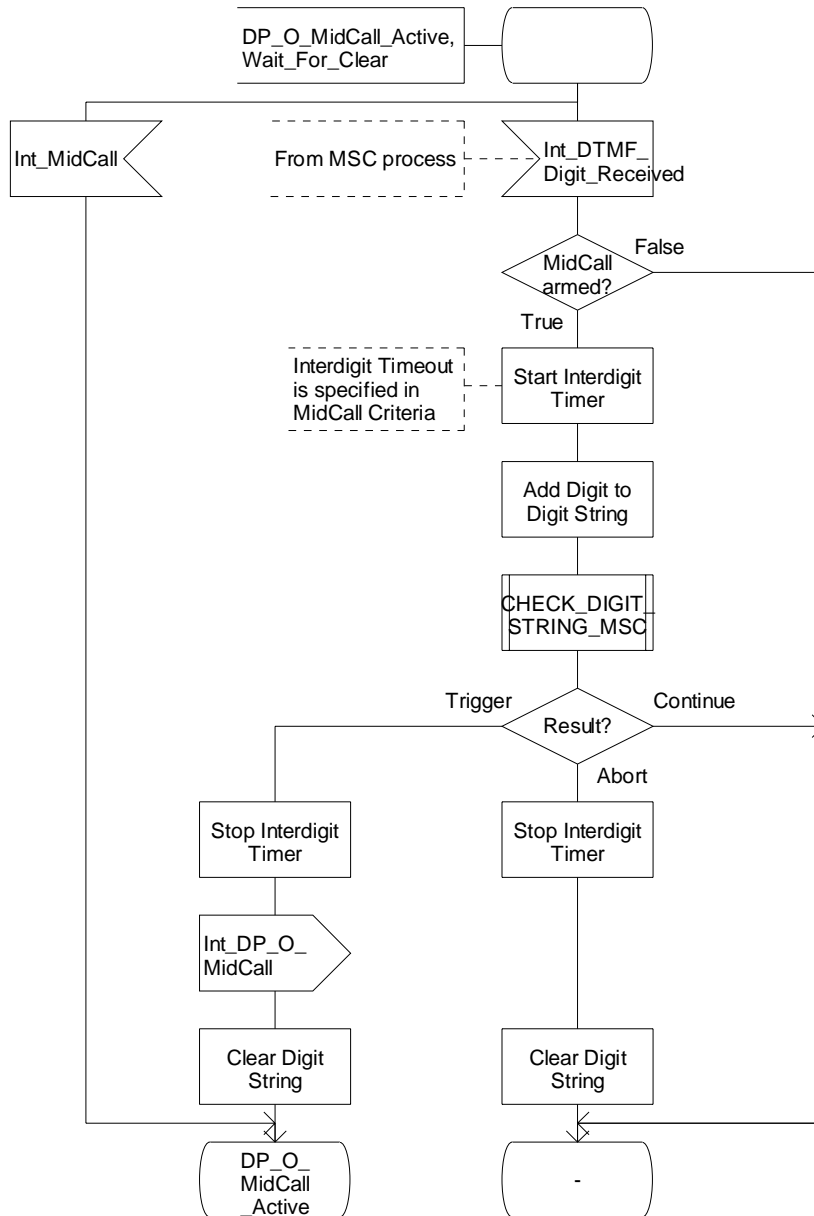 DP_O_MidCall_Active,
Wait_For_Clear
Int_MidCall
From MSC process
Int_DTMF_
Digit_Received
MidCall
armed?
False
True
Interdigit Timeout
is specified in
MidCall Criteria
Start Interdigit
Timer
Add Digit to
Digit String
CHECK_DIGIT_
STRING_MSC
Trigger
Result?
Continue
Abort
Stop Interdigit
Timer
Stop Interdigit
Timer
Int_DP_O_
MidCall
Clear Digit
String
Clear Digit
String
DP_O_
MidCall
_Active
-